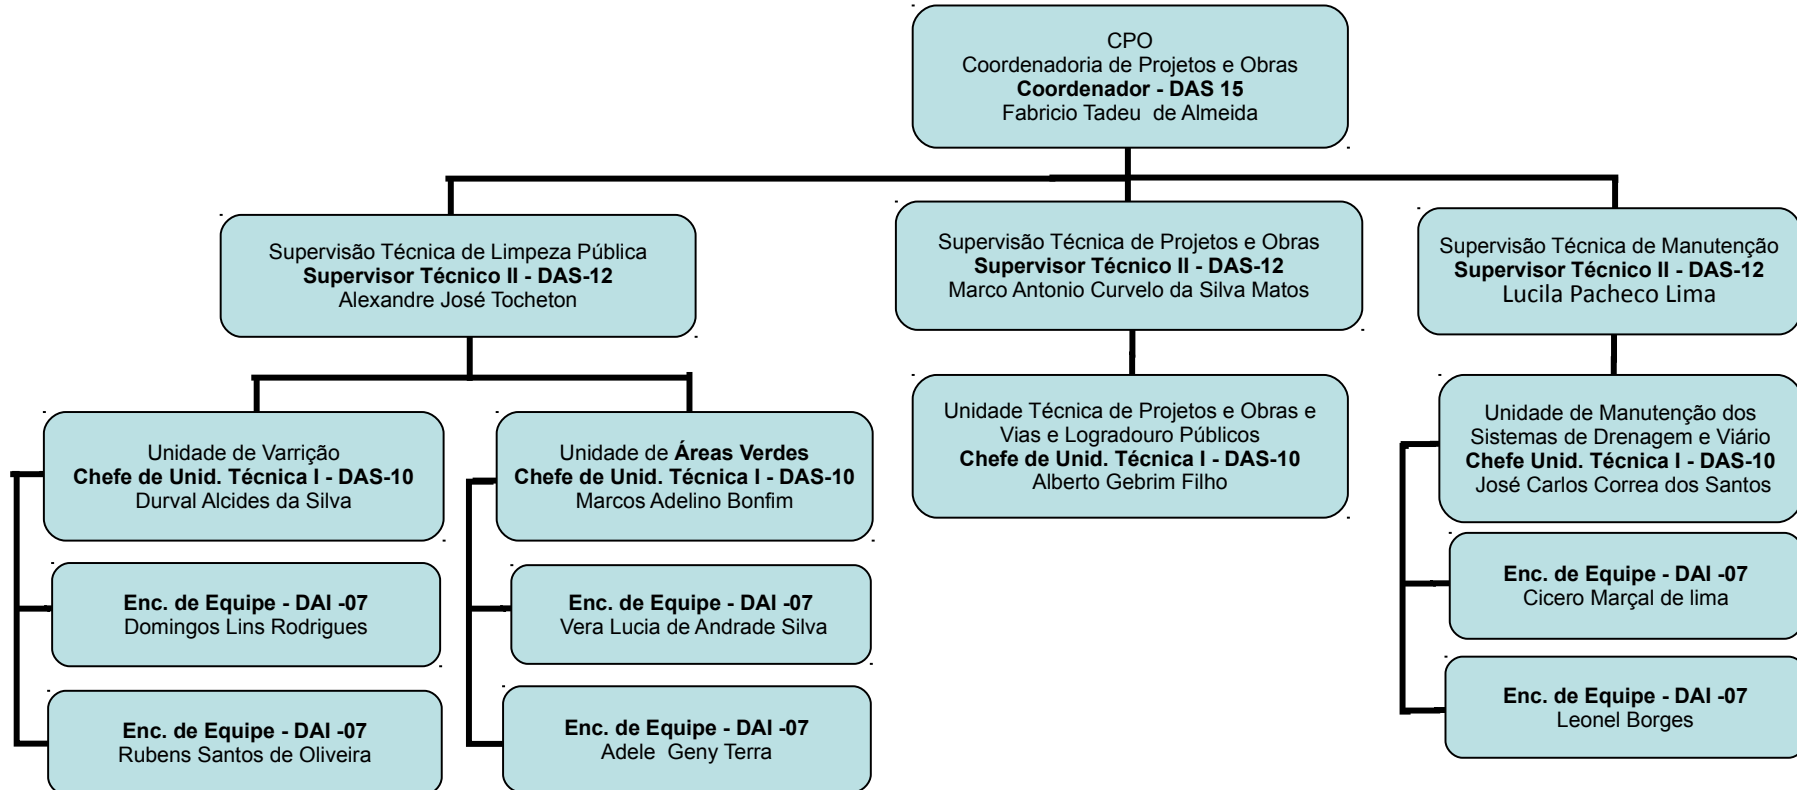 CPO
Coordenadoria de Projetos e Obras
Coordenador - DAS 15
Fabricio Tadeu  de Almeida
Supervisão Técnica de Limpeza Pública
Supervisor Técnico II - DAS-12
Alexandre José Tocheton
Supervisão Técnica de Projetos e Obras
Supervisor Técnico II - DAS-12
Marco Antonio Curvelo da Silva Matos
Supervisão Técnica de Manutenção
Supervisor Técnico II - DAS-12
Lucila Pacheco Lima
Unidade de Varrição
Chefe de Unid. Técnica I - DAS-10
Durval Alcides da Silva
Unidade de Áreas Verdes
Chefe de Unid. Técnica I - DAS-10
Marcos Adelino Bonfim
Unidade Técnica de Projetos e Obras e
Vias e Logradouro Públicos
Chefe de Unid. Técnica I - DAS-10
Alberto Gebrim Filho
Unidade de Manutenção dos
Sistemas de Drenagem e Viário
Chefe Unid. Técnica I - DAS-10
José Carlos Correa dos Santos
Enc. de Equipe - DAI -07
Domingos Lins Rodrigues
Enc. de Equipe - DAI -07
Vera Lucia de Andrade Silva
Enc. de Equipe - DAI -07
Cicero Marçal de lima
Enc. de Equipe - DAI -07
Rubens Santos de Oliveira
Enc. de Equipe - DAI -07
Adele  Geny Terra
Enc. de Equipe - DAI -07
Leonel Borges